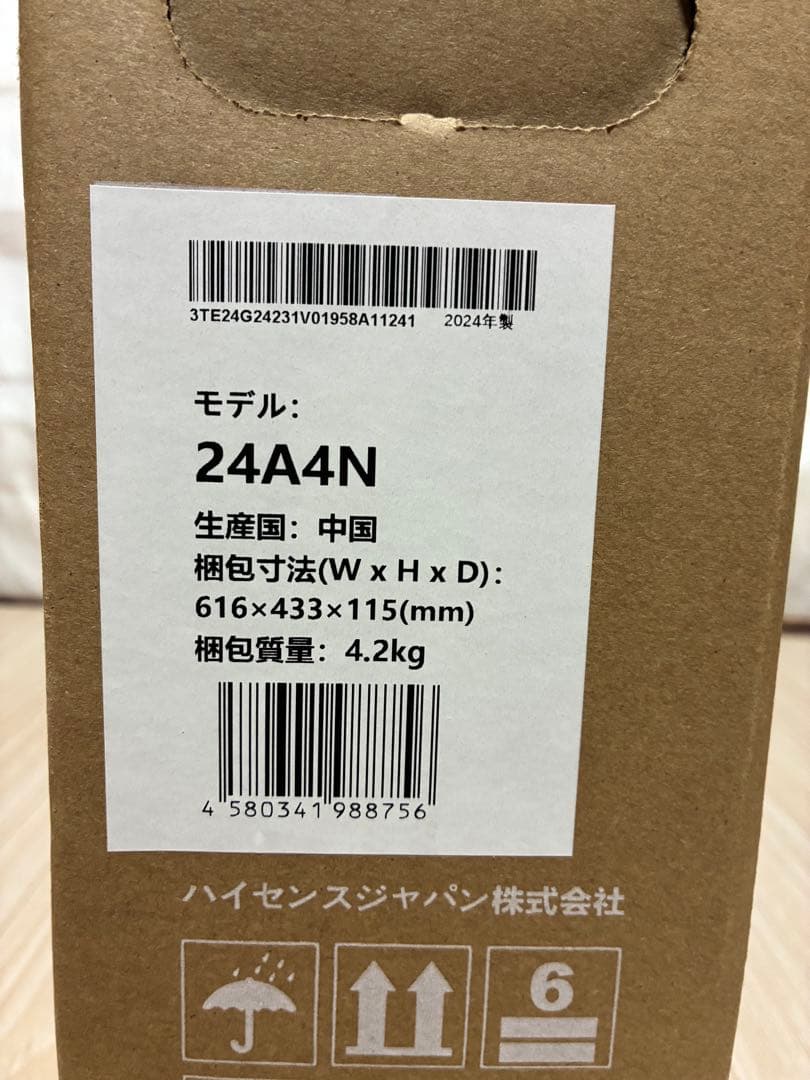 3TE24G24231V01958A11241 2024年製
モデル：
24A4N
生産国：中国
梱包寸法(W x H x D)：
616×433×115(mm)
梱包質量：4.2kg
4 580341 988756
ハイセンスジャパン株式会社
6